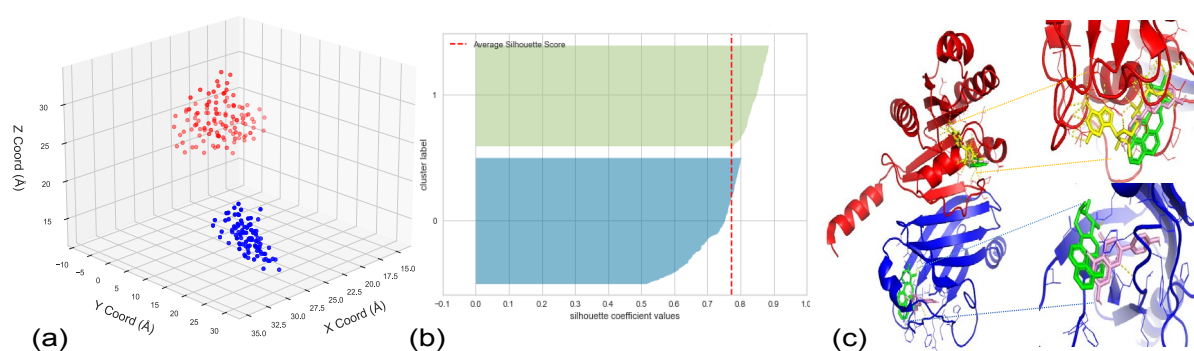 Z Coord (Å)
30
25
20
15
-10
-5
0
5
10
15
20
25
30
Y Coord (Å)
35.0
32.5
30.0
27.5
25.0
22.5
20.0
17.5
15.0
X Coord (Å)
(a)
Average Silhouette Score
cluster label
1
0
-0.1 0.0 0.1 0.2 0.3 0.4 0.5 0.6 0.7 0.8 0.9 1.0
silhouette coefficient values
(b)
(c)